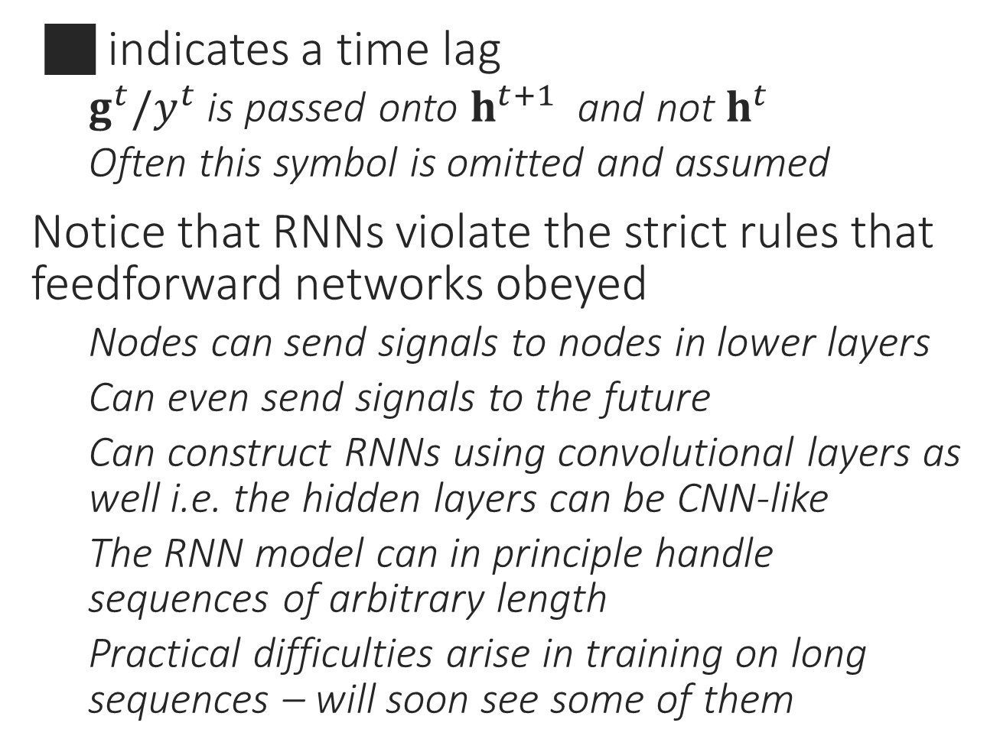 ■ indicates a time lag
𝐠ᵗ/yᵗ is passed onto 𝐡ᵗ⁺¹ and not 𝐡ᵗ
Often this symbol is omitted and assumed
Notice that RNNs violate the strict rules that
feedforward networks obeyed
Nodes can send signals to nodes in lower layers
Can even send signals to the future
Can construct RNNs using convolutional layers as
well i.e. the hidden layers can be CNN-like
The RNN model can in principle handle
sequences of arbitrary length
Practical difficulties arise in training on long
sequences – will soon see some of them